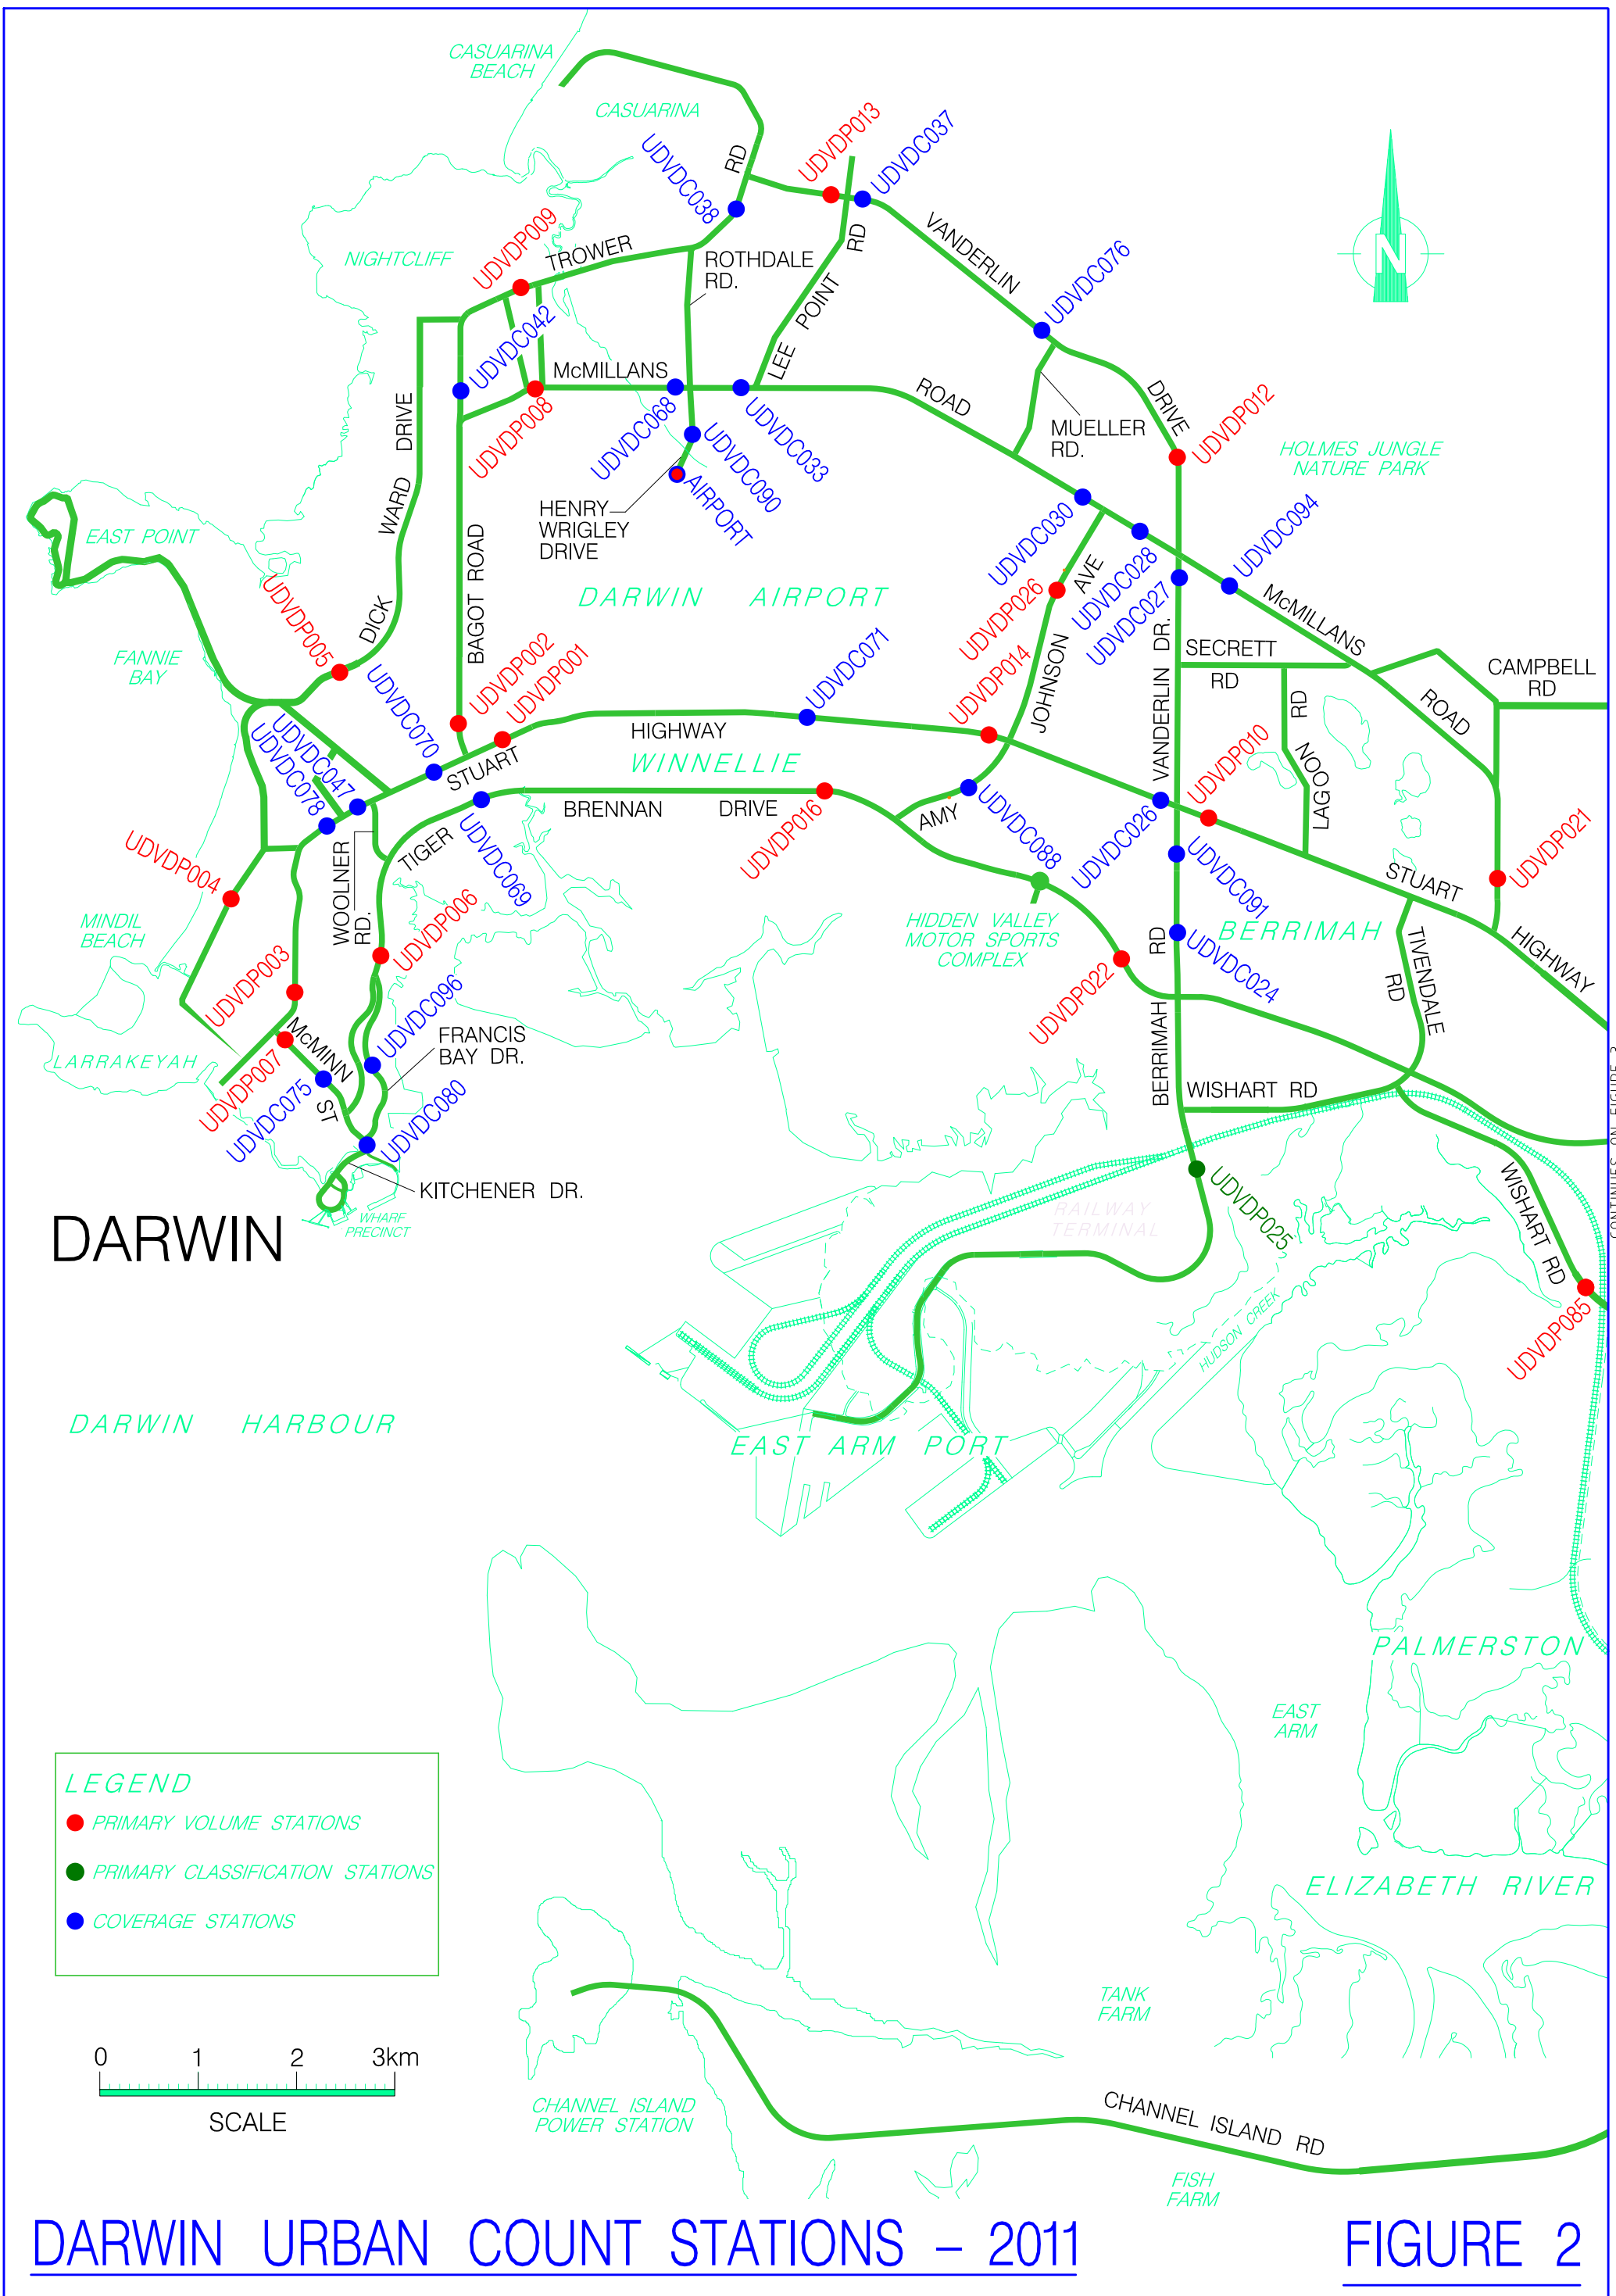 CASUARINA
BEACH
CASUARINA
RD
UDVDP013
UDVDC037
UDVDC038
UDVDP009
NIGHTCLIFF
TROWER
ROTHDALE
RD.
RD
LEE POINT
VANDERLIN
UDVDC076
N
UDVDC042
McMILLANS
UDVDP008
UDVDC068
UDVDC090
UDVDC033
AIRPORT
ROAD
MUELLER
RD.
DRIVE
UDVDP012
HOLMES JUNGLE
NATURE PARK
HENRY
WRIGLEY
DRIVE
EAST POINT
DICK WARD DRIVE
BAGOT ROAD
DARWIN AIRPORT
UDVDC030
UDVDC028
UDVDC027
UDVDC094
UDVDP026
AVE
JOHNSON
McMILLANS
ROAD
UDVDP005
FANNIE
BAY
UDVDC070
UDVDP002
UDVDP001
UDVDC071
UDVDP014
VANDERLIN DR.
SECRETT
RD
CAMPBELL
RD
LAGOON RD
UDVDC047
UDVDC078
STUART
HIGHWAY
WINNELLIE
UDVDP010
BRENNAN DRIVE
TIGER
UDVDP016
AMY
UDVDC088
UDVDC026
UDVDC091
UDVDP021
STUART
HIGHWAY
UDVDP004
WOOLNER
RD.
UDVDC069
MINDIL
BEACH
UDVDP006
HIDDEN VALLEY
MOTOR SPORTS
COMPLEX
BERRIMAH
UDVDC024
TIVENDALE
RD
UDVDP003
UDVDP022
BERRIMAH RD
UDVDC096
FRANCIS
BAY DR.
McMINN
ST
LARRAKEYAH
UDVDP007
UDVDC075
UDVDC080
WISHART RD
CONTINUES ON FIGURE 3
KITCHENER DR.
WHARF
PRECINCT
DARWIN
RAILWAY
TERMINAL
UDVDP025
WISHART RD
UDVDP085
HUDSON CREEK
DARWIN HARBOUR
EAST ARM PORT
PALMERSTON
EAST
ARM
LEGEND
PRIMARY VOLUME STATIONS
PRIMARY CLASSIFICATION STATIONS
COVERAGE STATIONS
ELIZABETH RIVER
TANK
FARM
0 1 2 3km
SCALE
CHANNEL ISLAND
POWER STATION
CHANNEL ISLAND RD
FISH
FARM
DARWIN URBAN COUNT STATIONS – 2011
FIGURE 2